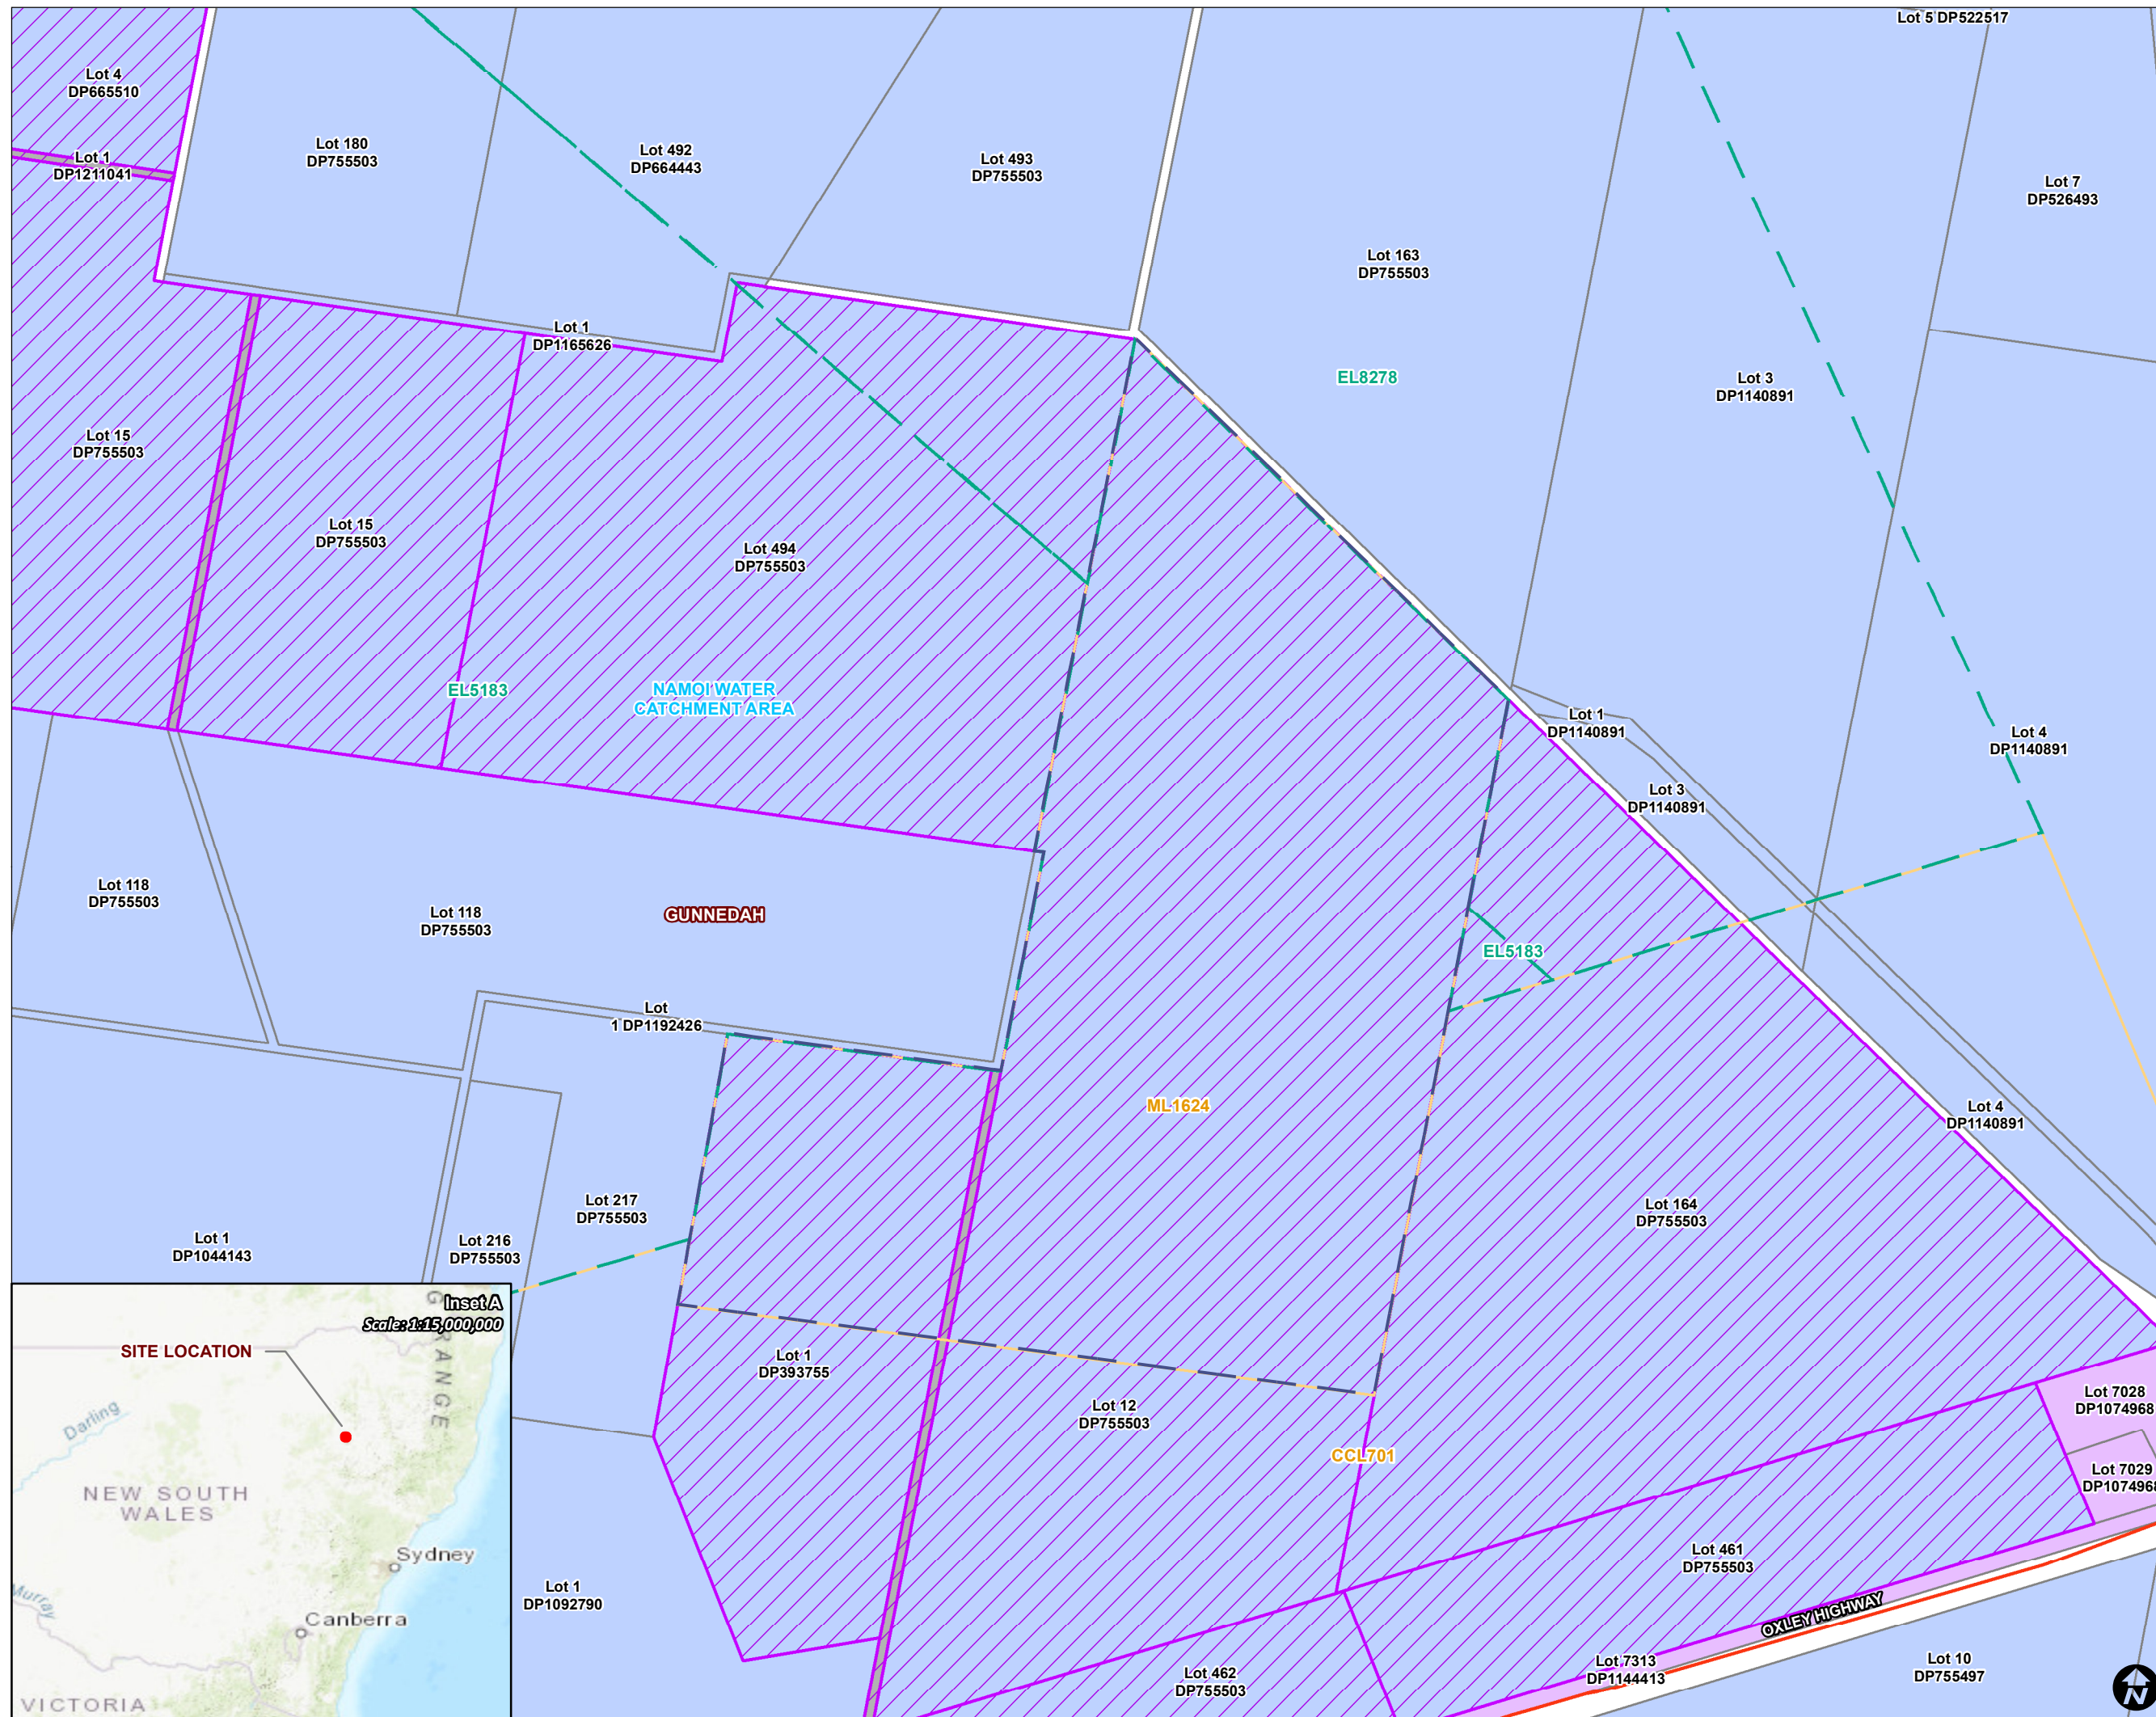 Lot 5 DP522517
Lot 4
DP665510
Lot 180
DP755503
Lot 492
DP664443
Lot 493
DP755503
Lot 1
DP1211041
Lot 7
DP526493
Lot 163
DP755503
Lot 1
DP1165626
EL8278
Lot 3
DP1140891
Lot 15
DP755503
Lot 15
DP755503
Lot 494
DP755503
EL5183
NAMOI WATER
CATCHMENT AREA
Lot 1
DP1140891
Lot 4
DP1140891
Lot 3
DP1140891
Lot 118
DP755503
Lot 118
DP755503
GUNNEDAH
EL5183
Lot
1 DP1192426
ML1624
Lot 4
DP1140891
Lot 217
DP755503
Lot 164
DP755503
Lot 1
DP1044143
Lot 216
DP755503
Inset A
Scale: 1:15,000,000
SITE LOCATION
G
RANGE
Darling
NEW SOUTH
WALES
Sydney
Murray
Canberra
VICTORIA
Lot 1
DP393755
Lot 12
DP755503
CCL701
Lot 7028
DP1074968
Lot 7029
DP1074968
Lot 461
DP755503
Lot 1
DP1092790
OXLEY HIGHWAY
Lot 462
DP755503
Lot 7313
DP1144413
Lot 10
DP755497
N